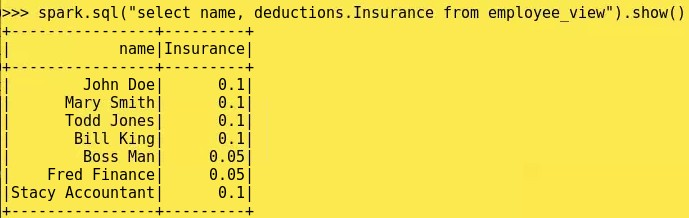 >>> spark.sql("select name, deductions.Insurance from employee_view").show()
+----------------+---------+
|            name|Insurance|
+----------------+---------+
|        John Doe|      0.1|
|      Mary Smith|      0.1|
|      Todd Jones|      0.1|
|       Bill King|      0.1|
|        Boss Man|     0.05|
|    Fred Finance|     0.05|
|Stacy Accountant|      0.1|
+----------------+---------+